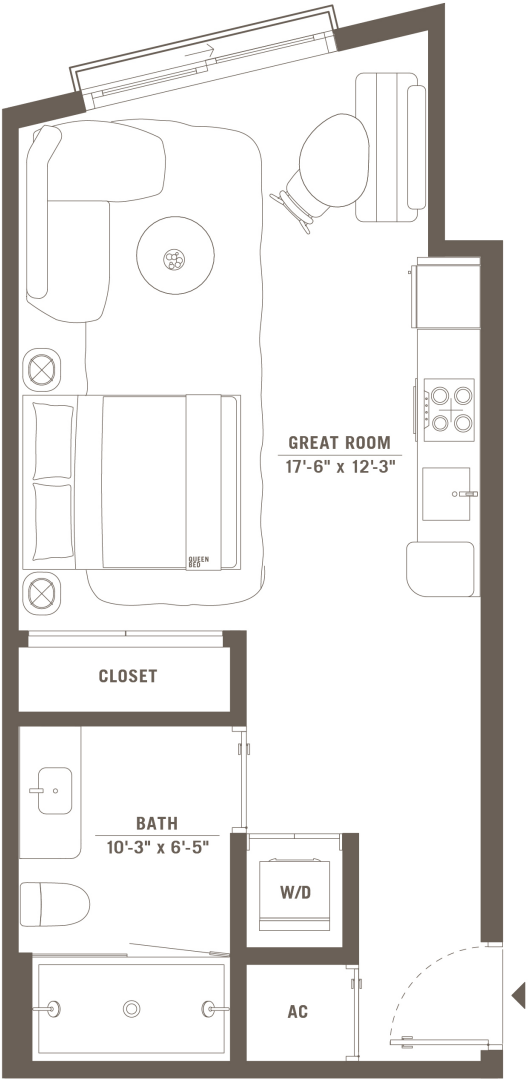 GREAT ROOM
17'-6" x 12'-3"
QUEEN
BED
CLOSET
BATH
10'-3" x 6'-5"
W/D
AC